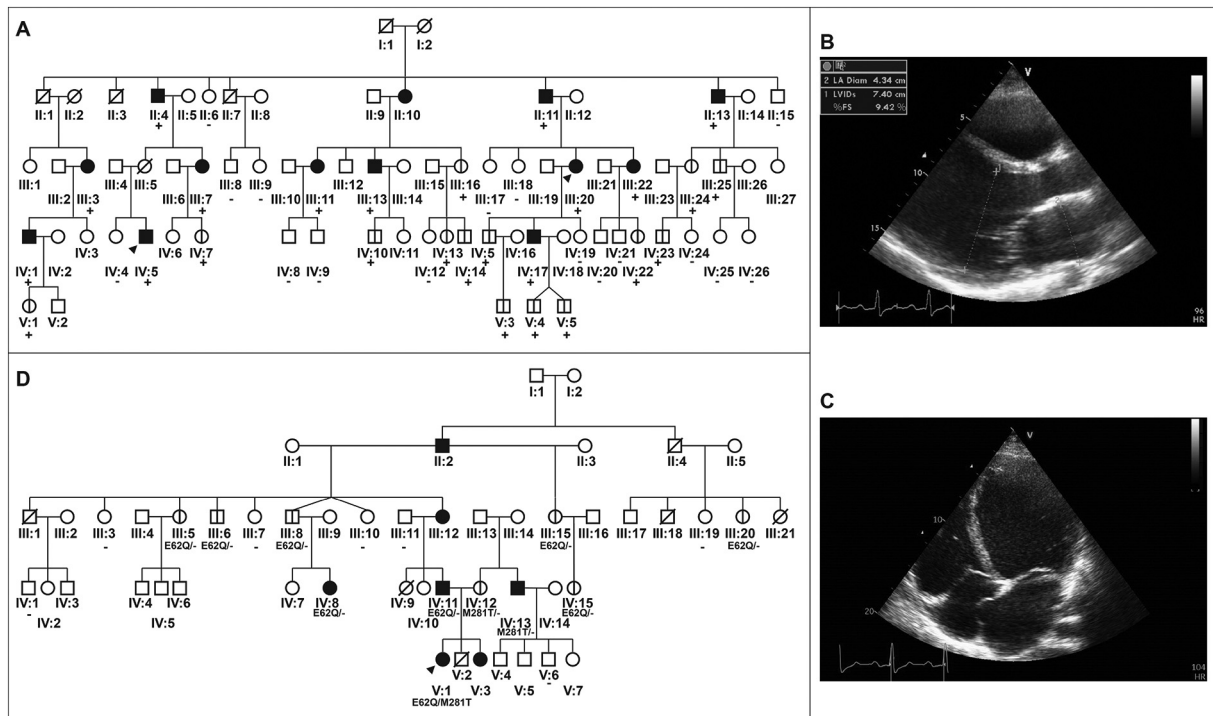 A
I:1 I:2
II:1 II:2 II:3 II:4 II:5 II:6 II:7 II:8 II:9 II:10 II:11 II:12 II:13 II:14 II:15
+ - + + -
III:1 III:2 III:3 III:4 III:5 III:6 III:7 III:8 III:9 III:10 III:11 III:12 III:13 III:14 III:15 III:16 III:17 III:18 III:19 III:20 III:21 III:22 III:23 III:24 III:25 III:26 III:27
+ + - - + + + - - + + + +
IV:1 IV:2 IV:3 IV:4 IV:5 IV:6 IV:7 IV:8 IV:9 IV:10 IV:11 IV:12 IV:13 IV:14 IV:5 IV:16 IV:17 IV:18 IV:19 IV:20 IV:21 IV:22 IV:23 IV:24 IV:25 IV:26
+ - + + - - + - + + + + - - - + + - - -
V:1 V:2 V:3 V:4 V:5
+ + + +
B
V
2 LA Diam 4.34 cm
1 LVIDs 7.40 cm
%FS 9.42 %
5
10
15
96
HR
D
I:1 I:2
II:1 II:2 II:3 II:4 II:5
III:1 III:2 III:3 III:4 III:5 III:6 III:7 III:8 III:9 III:10 III:11 III:12 III:13 III:14 III:15 III:16 III:17 III:18 III:19 III:20 III:21
- E62Q/- E62Q/- - E62Q/- - - E62Q/- - E62Q/-
IV:1 IV:2 IV:3 IV:4 IV:5 IV:6 IV:7 IV:8 IV:9 IV:10 IV:11 IV:12 IV:13 IV:14 IV:15
- E62Q/- E62Q/- M281T/- M281T/- E62Q/-
V:1 V:2 V:3 V:4 V:5 V:6 V:7
E62Q/M281T -
C
V
10
20
104
HR